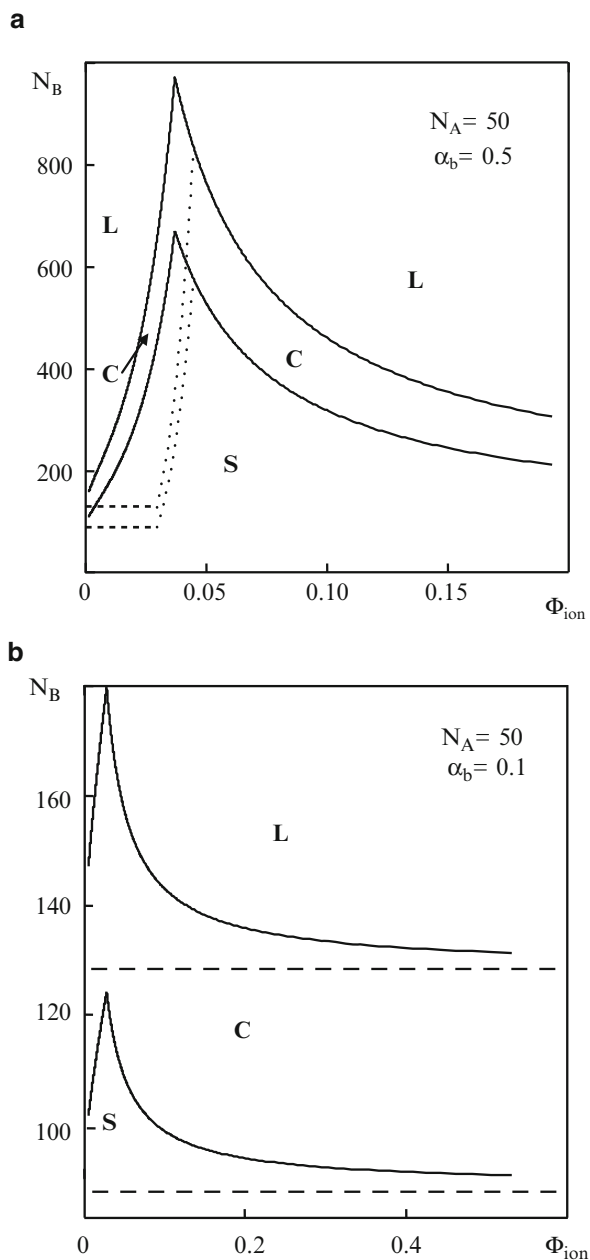 a
N_B
N_A = 50
α_b = 0.5
800
L
L
600
C
400
C
S
200
0
0.05
0.10
0.15
Φ_ion
b
N_B
N_A = 50
α_b = 0.1
160
L
140
120
C
S
100
0
0.2
0.4
Φ_ion